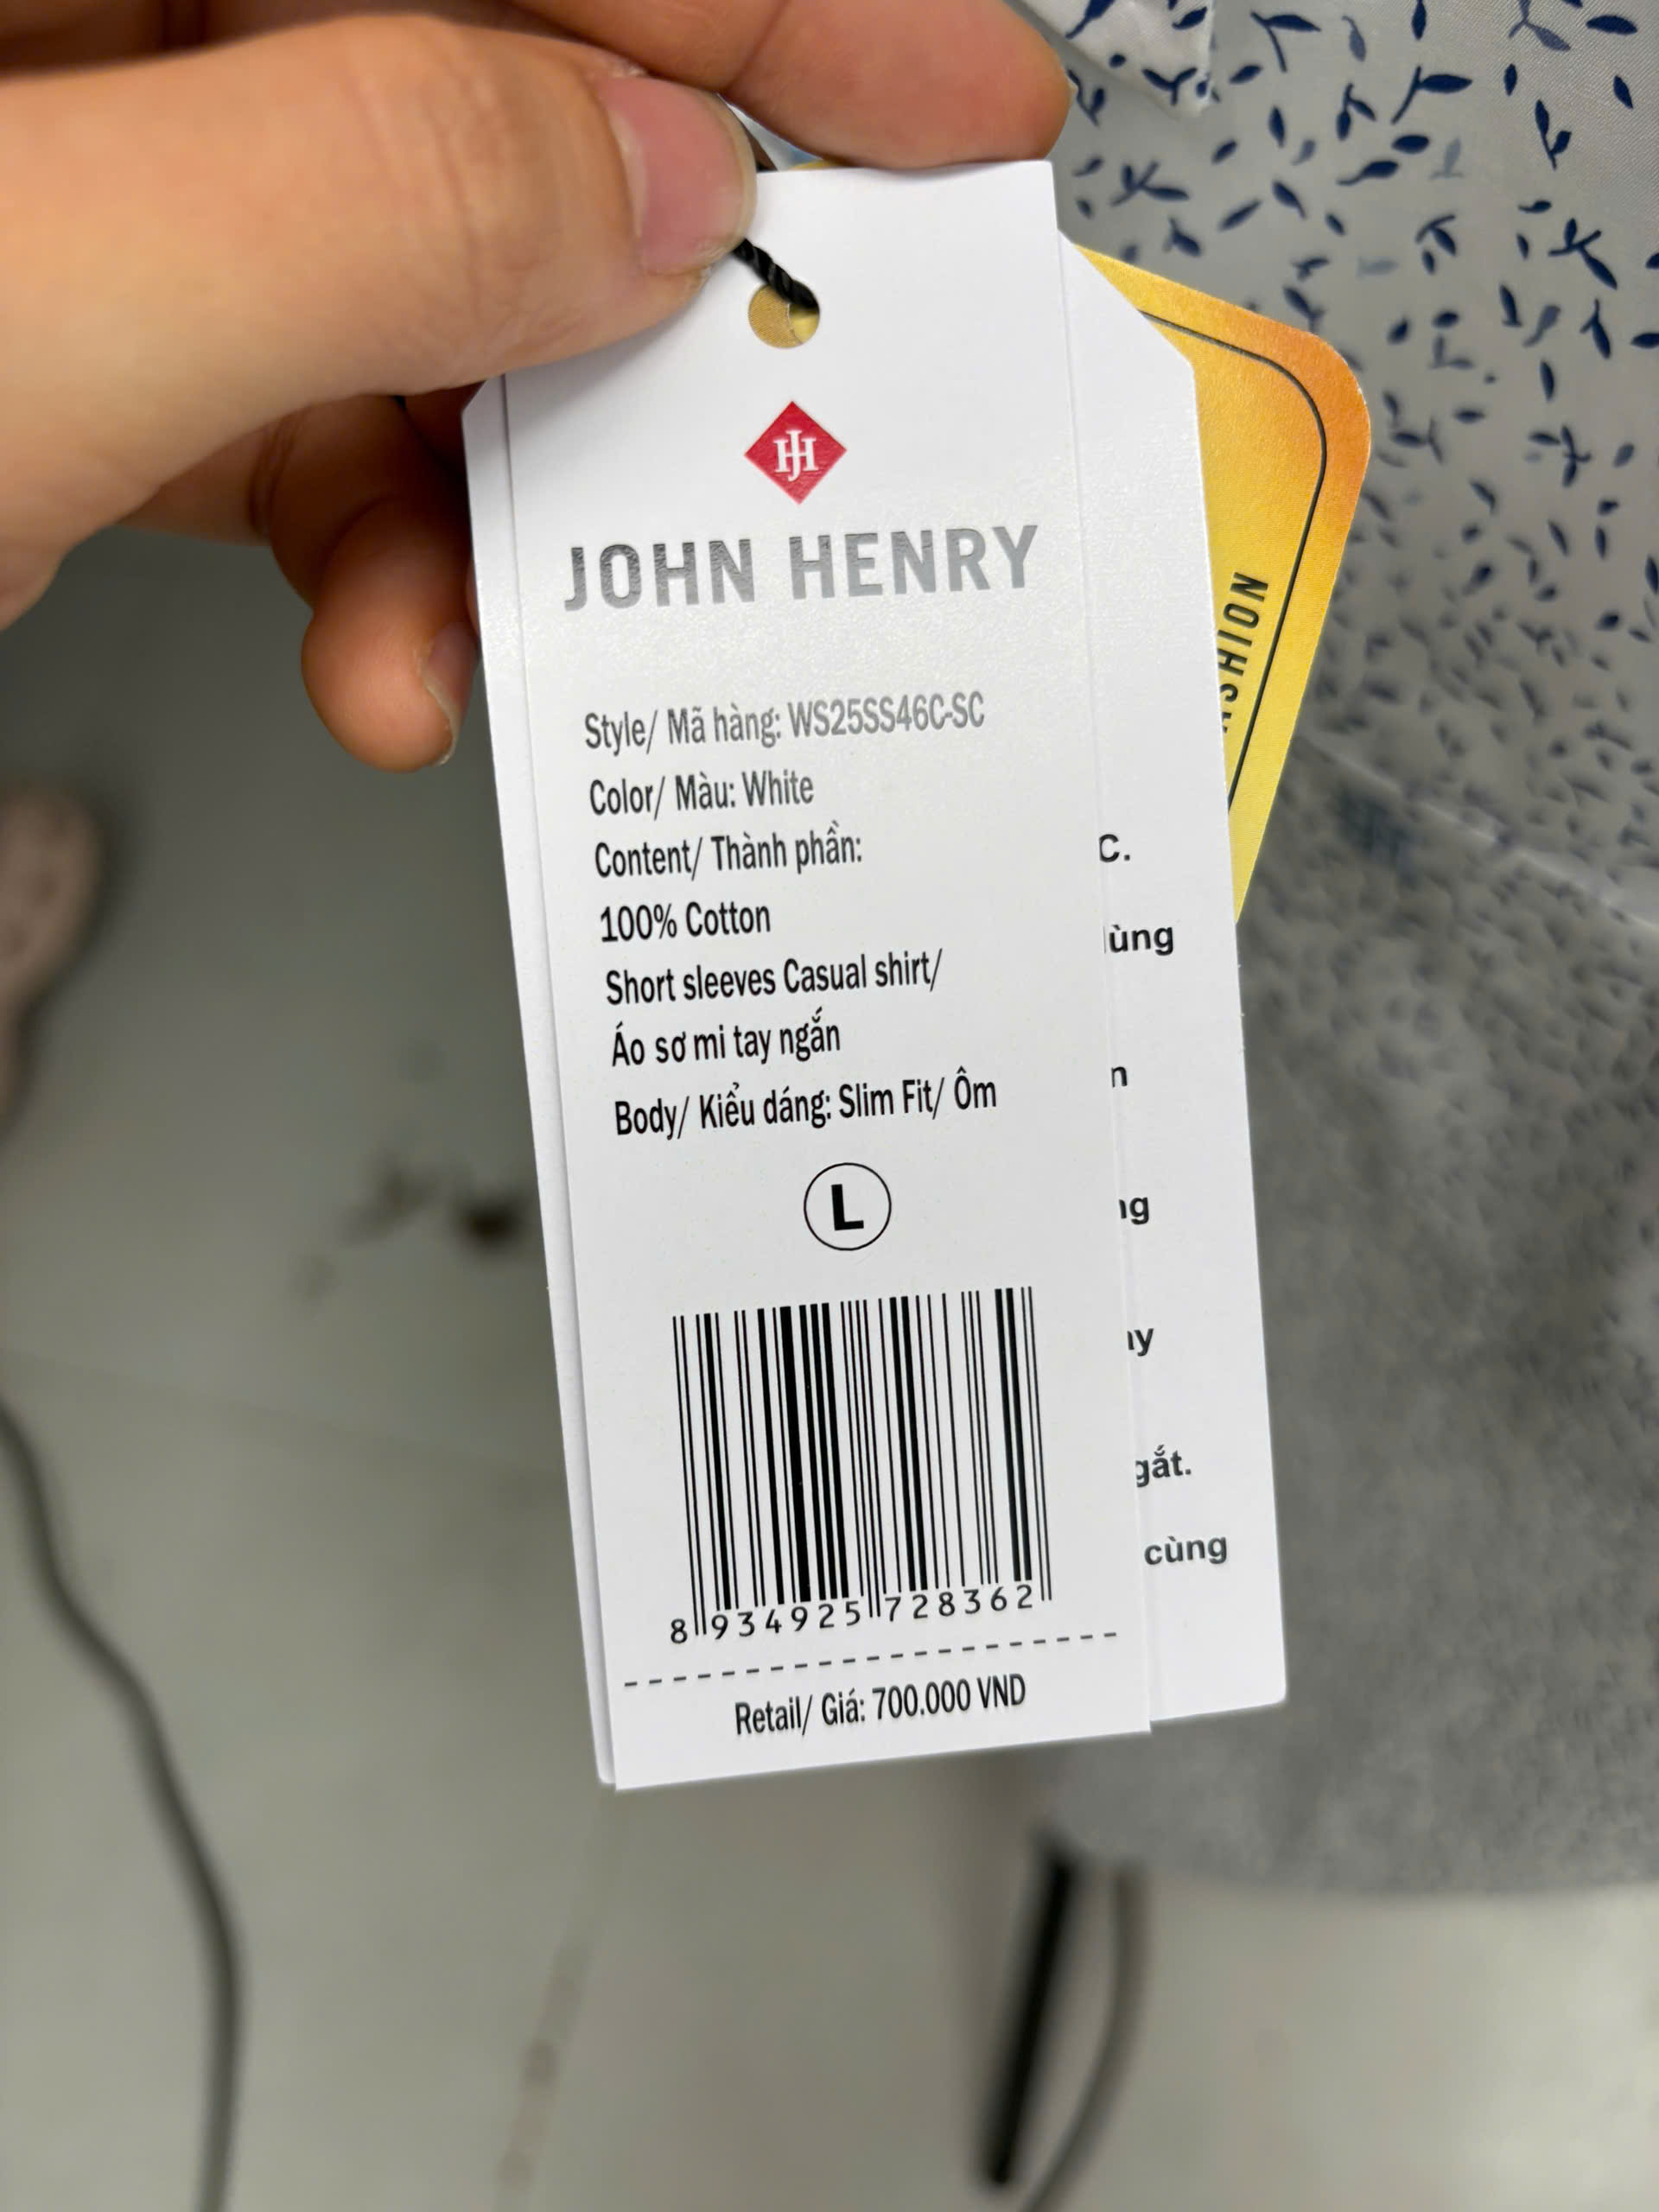 JH
JOHN HENRY
Style/ Mã hàng: WS25SS46C-SC
Color/ Màu: White
Content/ Thành phần:
100% Cotton
Short sleeves Casual shirt/
Áo sơ mi tay ngắn
Body/ Kiểu dáng: Slim Fit/ Ôm
L
8 934925 728362
Retail/ Giá: 700.000 VND
C.
gắt.
cùng